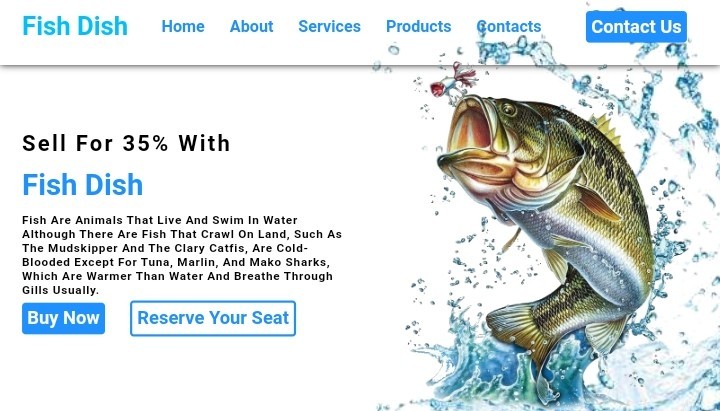 Fish Dish
Home About Services Products Contacts Contact Us
Sell For 35% With
Fish Dish
Fish Are Animals That Live And Swim In Water
Although There Are Fish That Crawl On Land, Such As
The Mudskipper And The Clary Catfis, Are Cold-
Blooded Except For Tuna, Marlin, And Mako Sharks,
Which Are Warmer Than Water And Breathe Through
Gills Usually.
Buy Now Reserve Your Seat